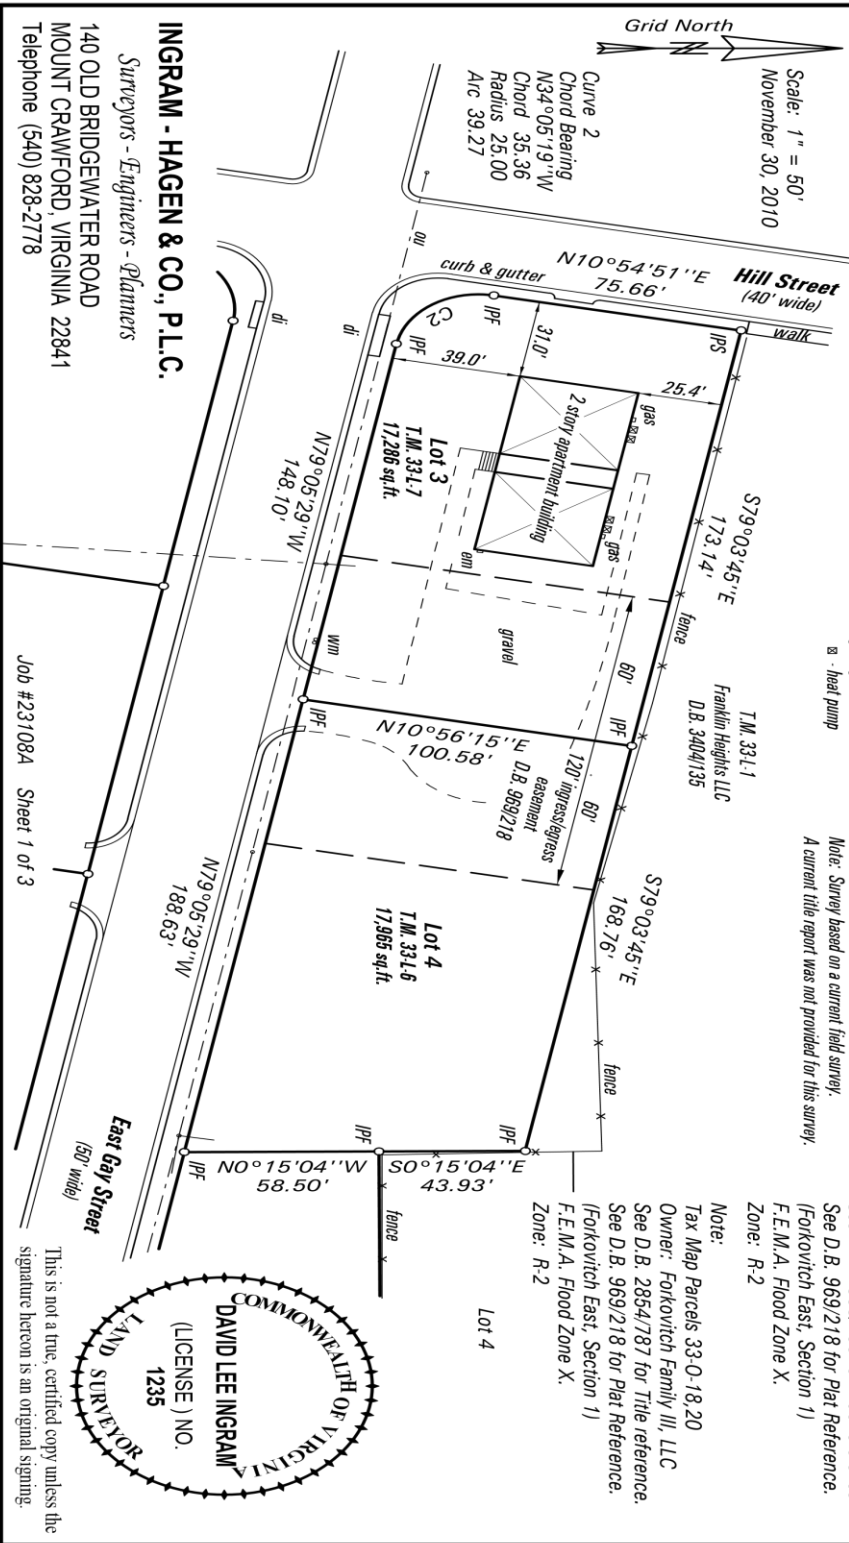 Grid North
Scale: 1" = 50'
November 30, 2010
Curve 2
Chord Bearing
N34°05'19''W
Chord 35.36
Radius 25.00
Arc 39.27
⊠ - heat pump
Note: Survey based on a current field survey.
A current title report was not provided for this survey.
See D.B. 969/218 for Plat Reference.
(Forkovitch East, Section 1)
F.E.M.A. Flood Zone X.
Zone: R-2
Note:
Tax Map Parcels 33-O-18,20
Owner: Forkovitch Family III, LLC
See D.B. 2854/787 for Title reference.
See D.B. 969/218 for Plat Reference.
(Forkovitch East, Section 1)
F.E.M.A. Flood Zone X.
Zone: R-2
Hill Street
(40' wide)
walk
N10°54'51''E
75.66'
curb & gutter
IPS
IPF
C2
IPF
ou
di
di
31.0'
39.0'
25.4'
gas
gas
2 story apartment building
em
Lot 3
T.M. 33-L-7
17,286 sq.ft.
S79°03'45''E
173.14'
fence
T.M. 33-L-1
Franklin Heights LLC
D.B. 3404/135
gravel
60'
60'
120' ingress/egress
easement
D.B. 969/218
N10°56'15''E
100.58'
IPF
IPF
wm
N79°05'29''W
148.10'
S79°03'45''E
168.76'
fence
Lot 4
T.M. 33-L-6
17,965 sq.ft.
N79°05'29''W
188.63'
IPF
IPF
IPF
N0°15'04''W
58.50'
S0°15'04''E
43.93'
fence
Lot 4
East Gay Street
(50' wide)
INGRAM - HAGEN & CO., P.L.C.
Surveyors - Engineers - Planners
140 OLD BRIDGEWATER ROAD
MOUNT CRAWFORD, VIRGINIA 22841
Telephone (540) 828-2778
Job #23108A Sheet 1 of 3
COMMONWEALTH OF VIRGINIA
DAVID LEE INGRAM
(LICENSE ) NO.
1235
LAND SURVEYOR
This is not a true, certified copy unless the
signature hereon is an original signing.